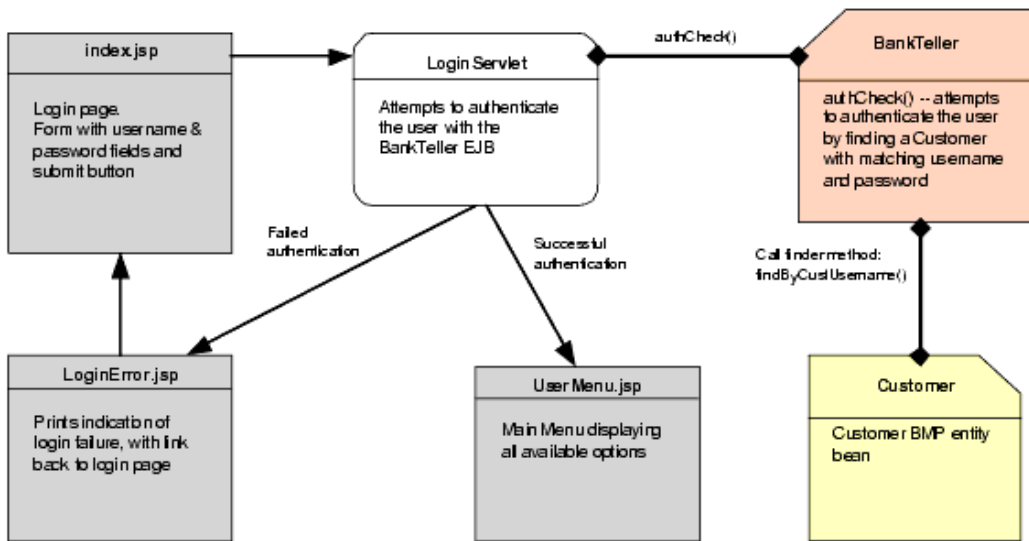 index.jsp
Login page.
Form with username &
password fields and
submit button
Login Servlet
Attempts to authenticate
the user with the
BankTeller EJB
authCheck()
BankTeller
authCheck() -- attempts
to authenticate the user
by finding a Customer
with matching username
and password
Failed
authentication
Successful
authentication
Call finder method:
findByCustUsername()
LoginError.jsp
Prints indication of
login failure, with link
back to login page
UserMenu.jsp
Main Menu displaying
all available options
Customer
Customer BMP entity
bean